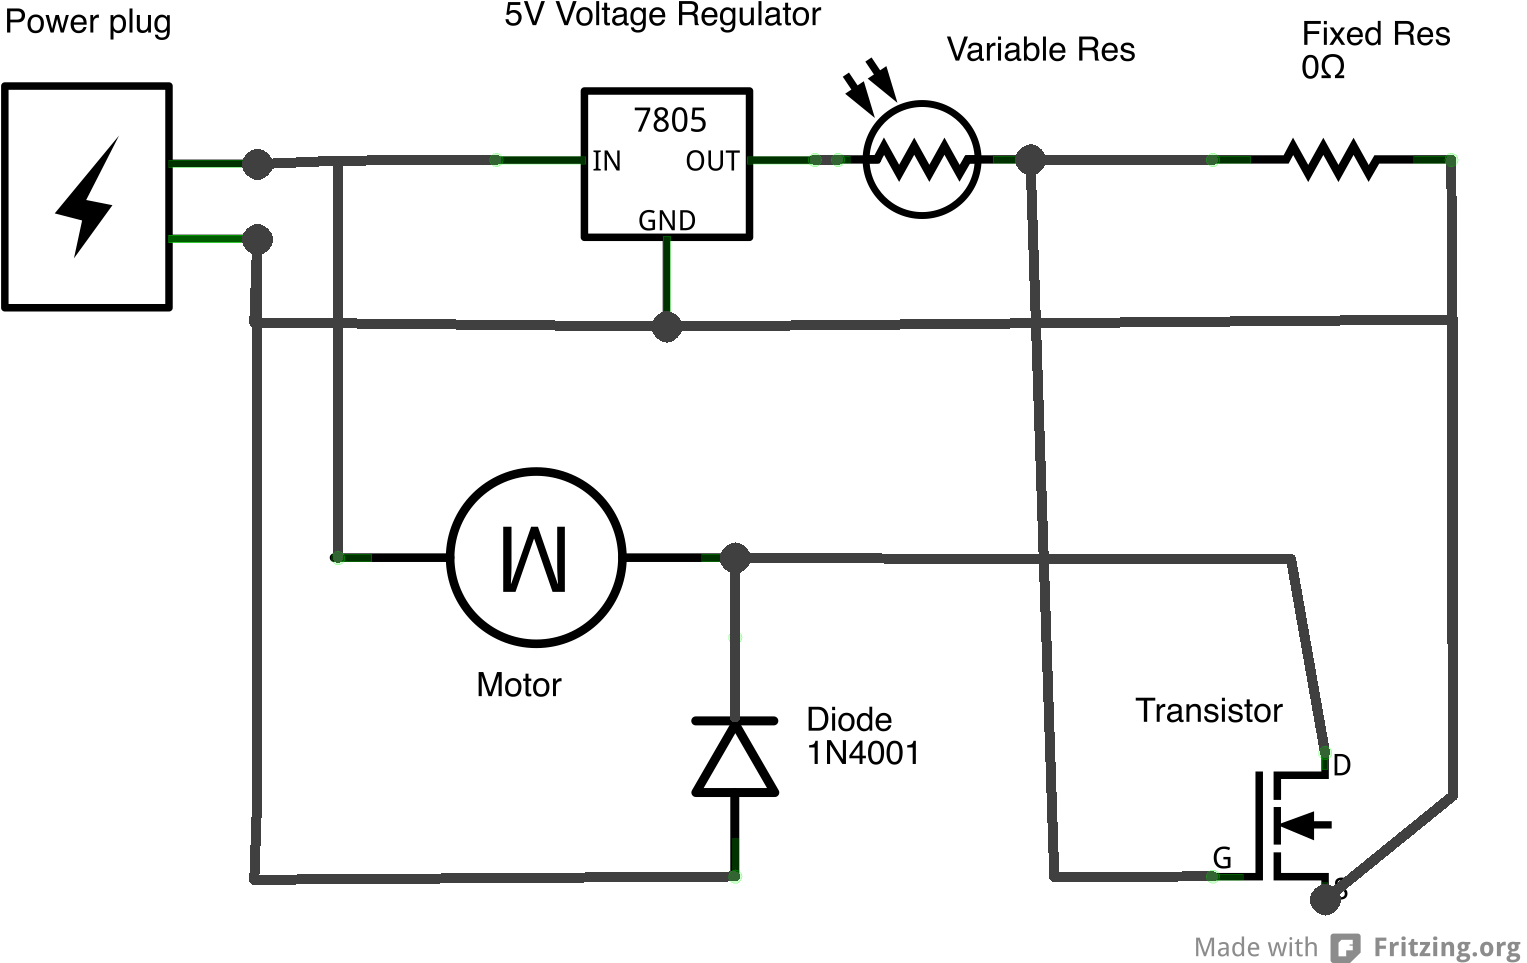 Power plug
5V Voltage Regulator
Variable Res
Fixed Res
0Ω
7805
IN
OUT
GND
M
Motor
Diode
1N4001
Transistor
D
G
S
Made with Fritzing.org